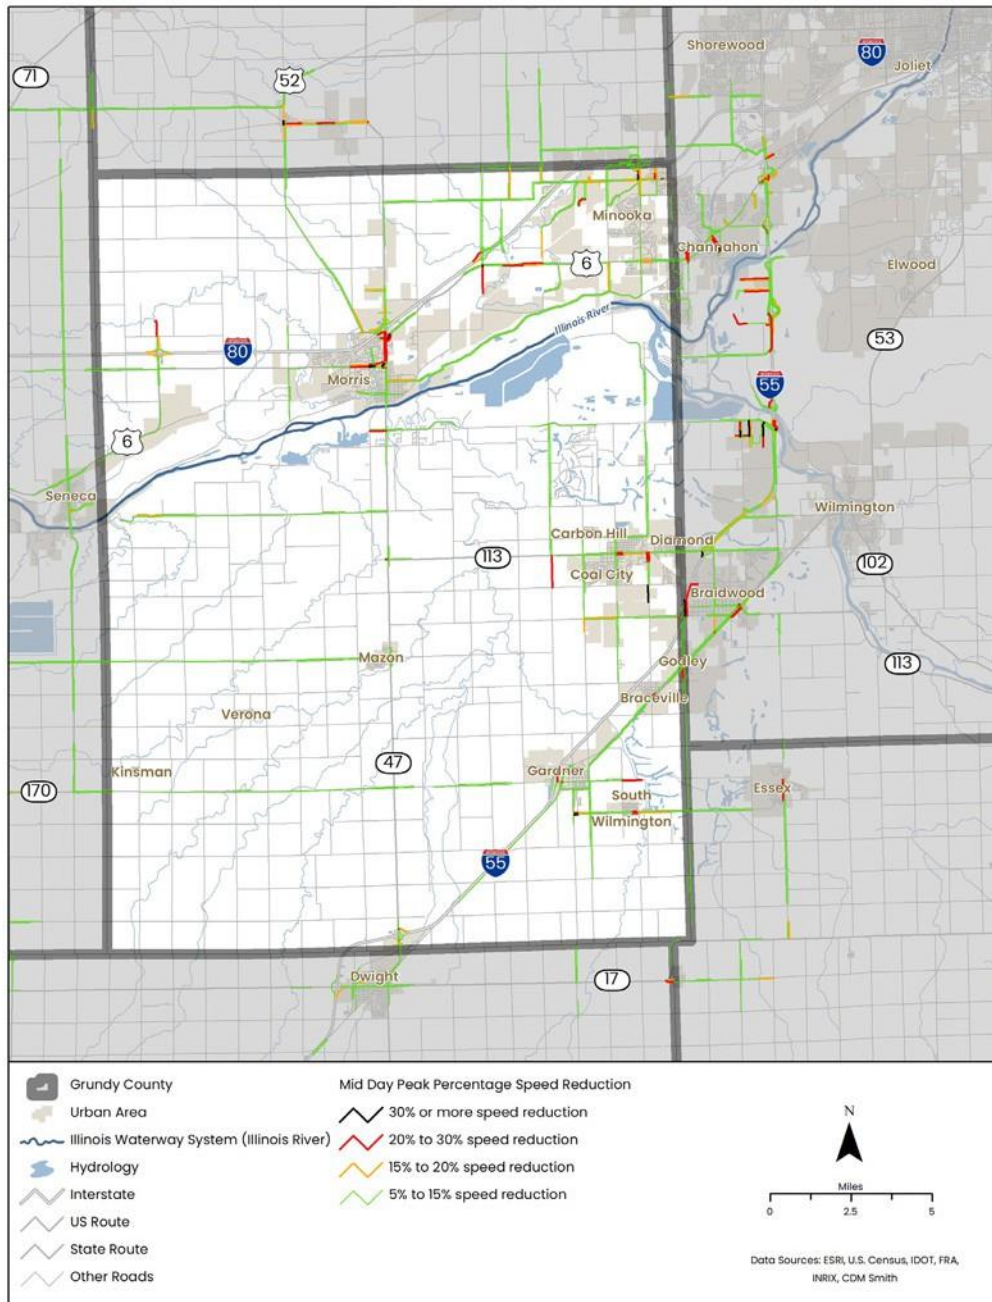 Shorewood
80
Joliet
71
52
Minooka
Channahon
6
Elwood
Illinois River
80
53
Morris
55
6
Seneca
Wilmington
Carbon Hill
Diamond
113
102
Coal City
Braidwood
Mazon
Godley
113
Braceville
Verona
47
Kinsman
Gardner
170
South
Wilmington
Essex
55
Dwight
17
Grundy County
Urban Area
Illinois Waterway System (Illinois River)
Hydrology
Interstate
US Route
State Route
Other Roads
Mid Day Peak Percentage Speed Reduction
30% or more speed reduction
20% to 30% speed reduction
15% to 20% speed reduction
5% to 15% speed reduction
N
Miles
0 2.5 5
Data Sources: ESRI, U.S. Census, IDOT, FRA,
INRIX, CDM Smith